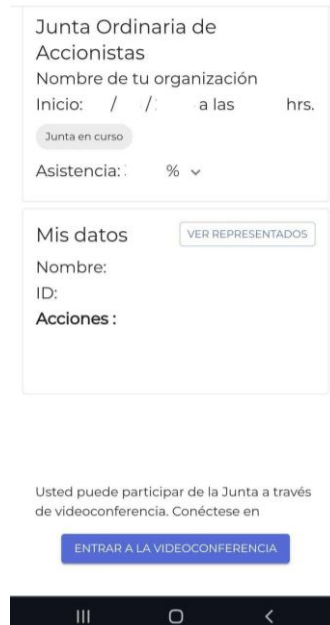 Junta Ordinaria de
Accionistas
Nombre de tu organización
Inicio: / / a las hrs.
Junta en curso
Asistencia: %
Mis datos
VER REPRESENTADOS
Nombre:
ID:
Acciones :
Usted puede participar de la Junta a través
de videoconferencia. Conéctese en
ENTRAR A LA VIDEOCONFERENCIA